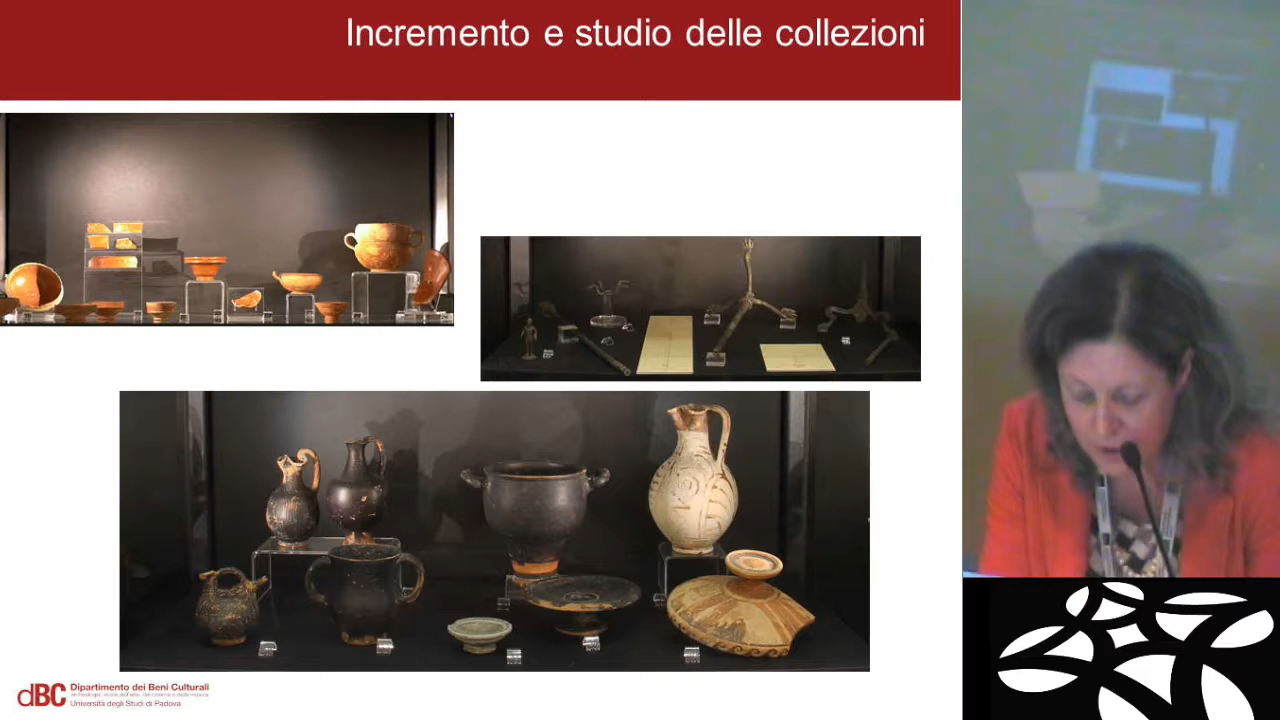 Incremento e studio delle collezioni
dBC Dipartimento dei Beni Culturali
archeologia, storia dell'arte, del cinema e della musica
Università degli Studi di Padova